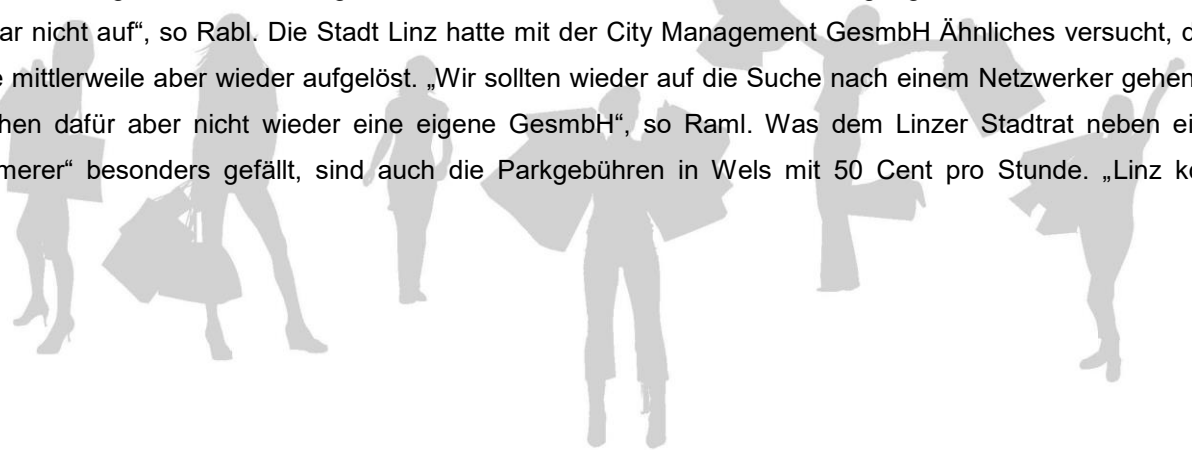 ar nicht auf“, so Rabl. Die Stadt Linz hatte mit der City Management GesmbH Ähnliches versucht, d
mittlerweile aber wieder aufgelöst. „Wir sollten wieder auf die Suche nach einem Netzwerker gehen
hen dafür aber nicht wieder eine eigene GesmbH“, so Raml. Was dem Linzer Stadtrat neben ei
merer“ besonders gefällt, sind auch die Parkgebühren in Wels mit 50 Cent pro Stunde. „Linz k